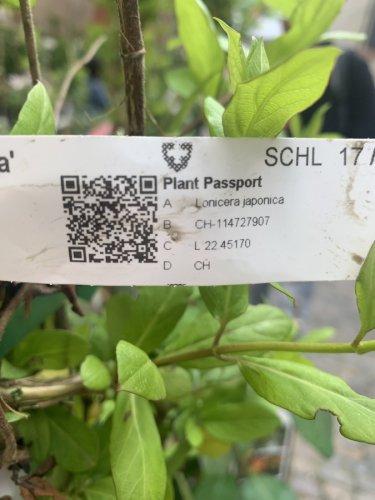 a'
SCHL 17
Plant Passport
A Lonicera japonica
B CH-114727907
C L 22 45170
D CH